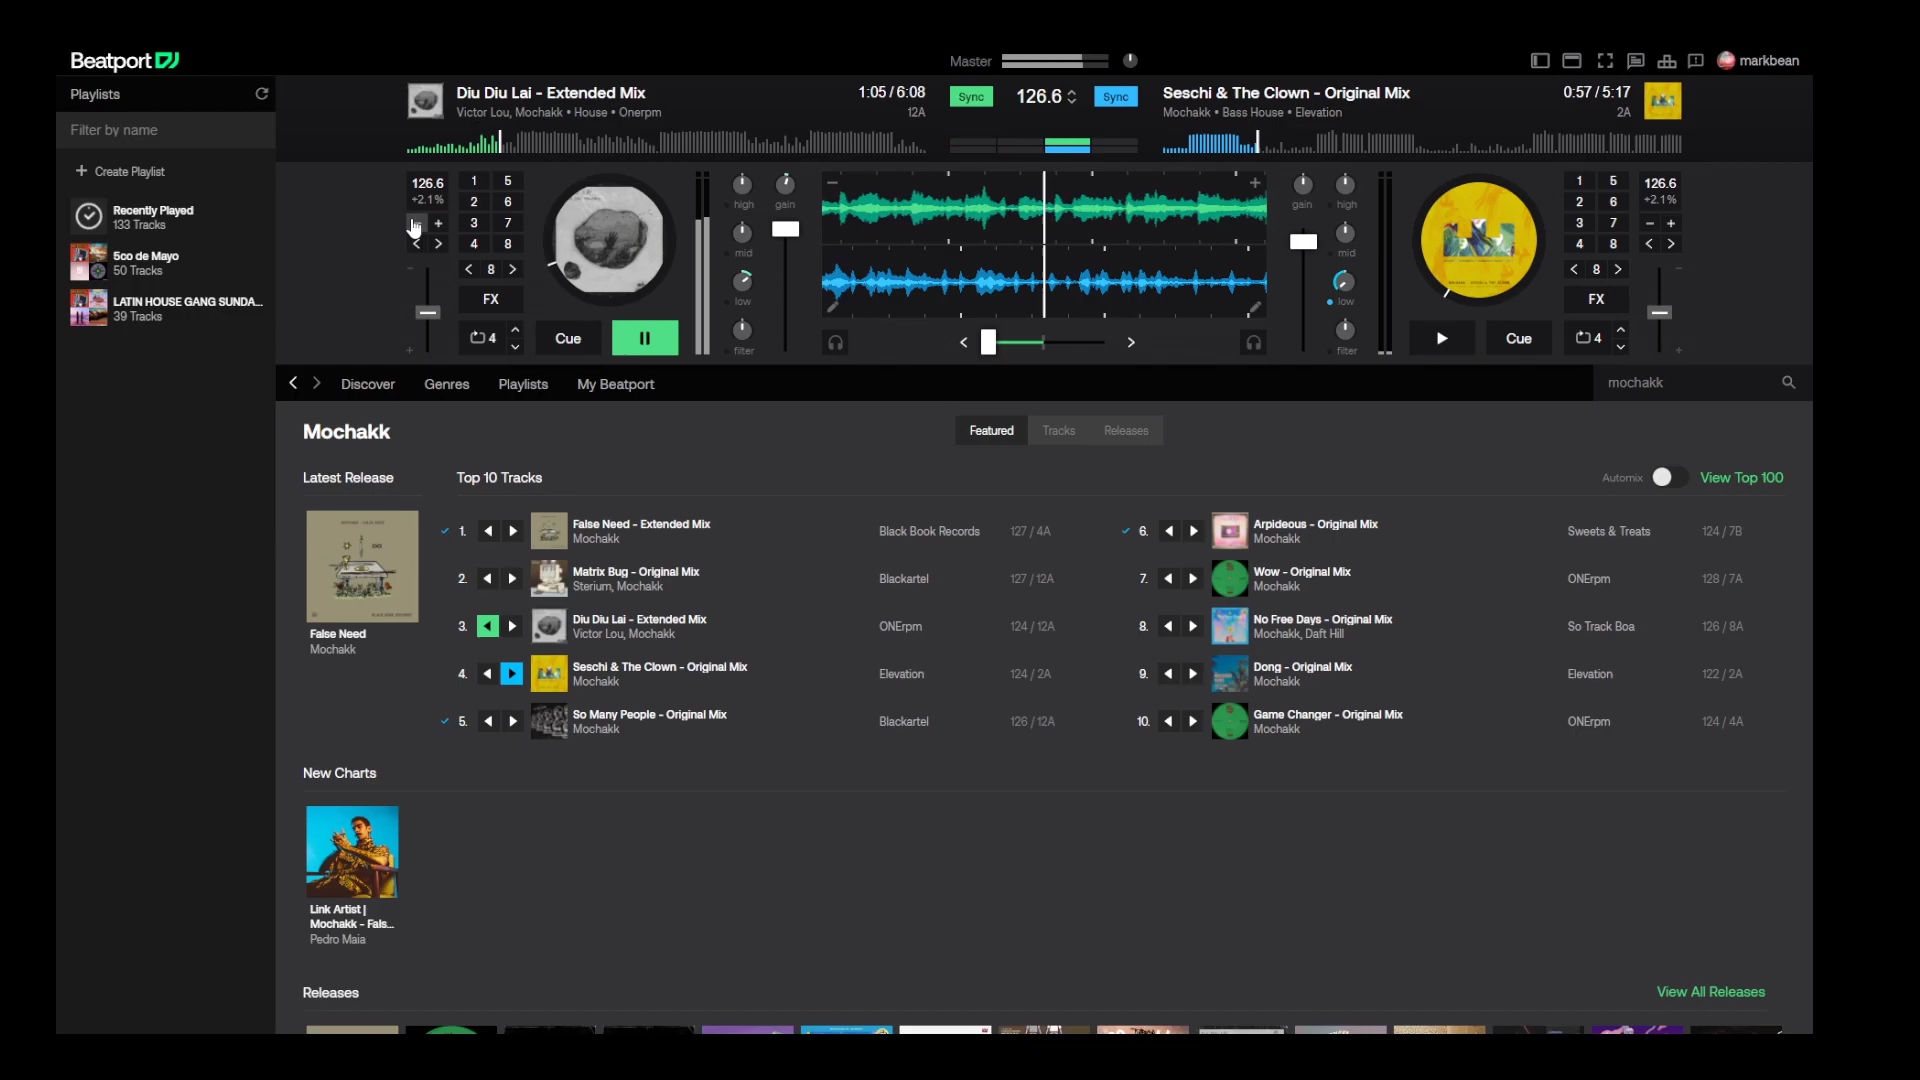 Beatport
Master
markbean
Playlists
Filter by name
Create Playlist
Recently Played
133 Tracks
5co de Mayo
50 Tracks
LATIN HOUSE GANG SUNDA...
39 Tracks
Diu Diu Lai - Extended Mix
Victor Lou, Mochakk • House • Onerpm
1:05 / 6:08
12A
Sync
126.6
Sync
Seschi & The Clown - Original Mix
Mochakk • Bass House • Elevation
0:57 / 5:17
2A
126.6
+2.1%
- +
< >
1 5
2 6
3 7
4 8
< 8 >
FX
4
Cue
high
mid
low
filter
gain
gain
high
mid
low
filter
Cue
1 5
2 6
3 7
4 8
< 8 >
FX
4
126.6
+2.1%
- +
< >
Discover
Genres
Playlists
My Beatport
mochakk
Mochakk
Featured
Tracks
Releases
Latest Release
False Need
Mochakk
Top 10 Tracks
Automix
View Top 100
1. False Need - Extended Mix
Mochakk
Black Book Records
127 / 4A
2. Matrix Bug - Original Mix
Sterium, Mochakk
Blackartel
127 / 12A
3. Diu Diu Lai - Extended Mix
Victor Lou, Mochakk
ONErpm
124 / 12A
4. Seschi & The Clown - Original Mix
Mochakk
Elevation
124 / 2A
5. So Many People - Original Mix
Mochakk
Blackartel
126 / 12A
6. Arpideous - Original Mix
Mochakk
Sweets & Treats
124 / 7B
7. Wow - Original Mix
Mochakk
ONErpm
128 / 7A
8. No Free Days - Original Mix
Mochakk, Daft Hill
So Track Boa
126 / 8A
9. Dong - Original Mix
Mochakk
Elevation
122 / 2A
10. Game Changer - Original Mix
Mochakk
ONErpm
124 / 4A
New Charts
Link Artist |
Mochakk - Fals...
Pedro Maia
Releases
View All Releases